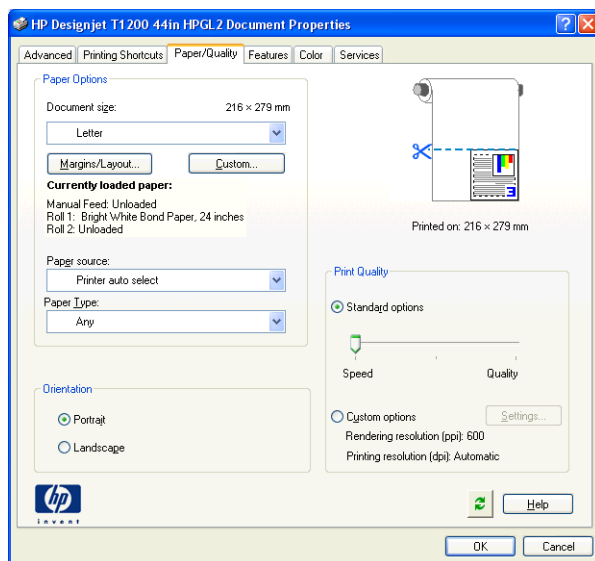 HP Designjet T1200 44in HPGL2 Document Properties
Advanced Printing Shortcuts Paper/Quality Features Color Services
Paper Options
Document size: 216 × 279 mm
Letter
Margins/Layout... Custom...
Currently loaded paper:
Manual Feed: Unloaded
Roll 1: Bright White Bond Paper, 24 inches
Roll 2: Unloaded
Paper source:
Printer auto select
Paper Type:
Any
Orientation
Portrait
Landscape
Printed on: 216 × 279 mm
Print Quality
Standard options
Speed Quality
Custom options Settings...
Rendering resolution (ppi): 600
Printing resolution (dpi): Automatic
hp
invent
Help
OK Cancel
3